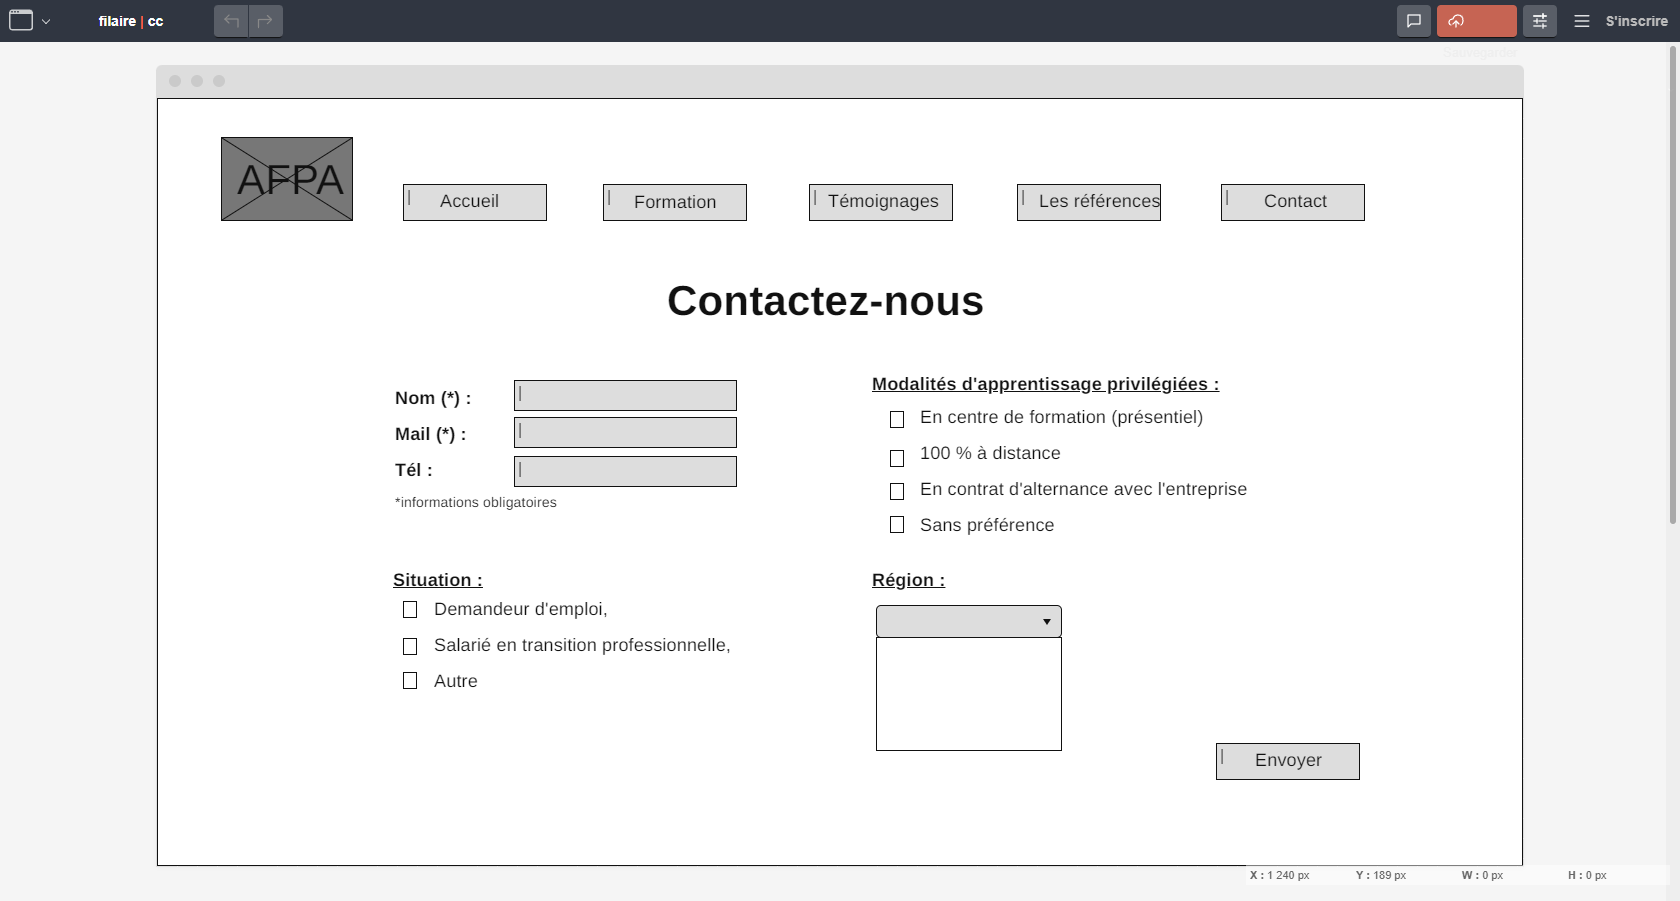 filaire | cc
S'inscrire
Sauvegarder
AFPA
Accueil
Formation
Témoignages
Les références
Contact
Contactez-nous
Nom (*) :
Mail (*) :
Tél :
*informations obligatoires
Modalités d'apprentissage privilégiées :
En centre de formation (présentiel)
100 % à distance
En contrat d'alternance avec l'entreprise
Sans préférence
Situation :
Demandeur d'emploi,
Salarié en transition professionnelle,
Autre
Région :
Envoyer
X : 1 240 px Y : 189 px W : 0 px H : 0 px